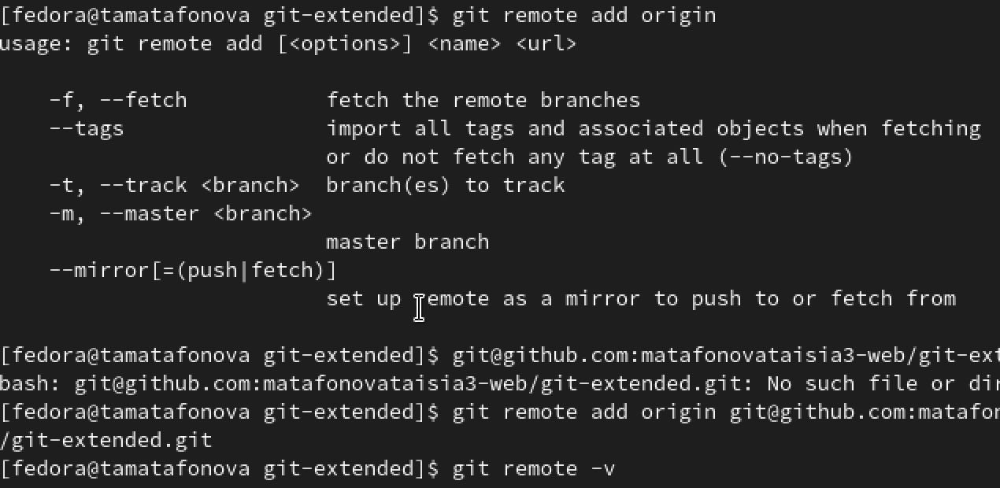 [fedora@tamatafonova git-extended]$ git remote add origin
usage: git remote add [<options>] <name> <url>
-f, --fetch fetch the remote branches
--tags import all tags and associated objects when fetching
or do not fetch any tag at all (--no-tags)
-t, --track <branch> branch(es) to track
-m, --master <branch>
master branch
--mirror[=(push|fetch)]
set up remote as a mirror to push to or fetch from
[fedora@tamatafonova git-extended]$ git@github.com:matafonovataisia3-web/git-ext
bash: git@github.com:matafonovataisia3-web/git-extended.git: No such file or dir
[fedora@tamatafonova git-extended]$ git remote add origin git@github.com:matafon
/git-extended.git
[fedora@tamatafonova git-extended]$ git remote -v